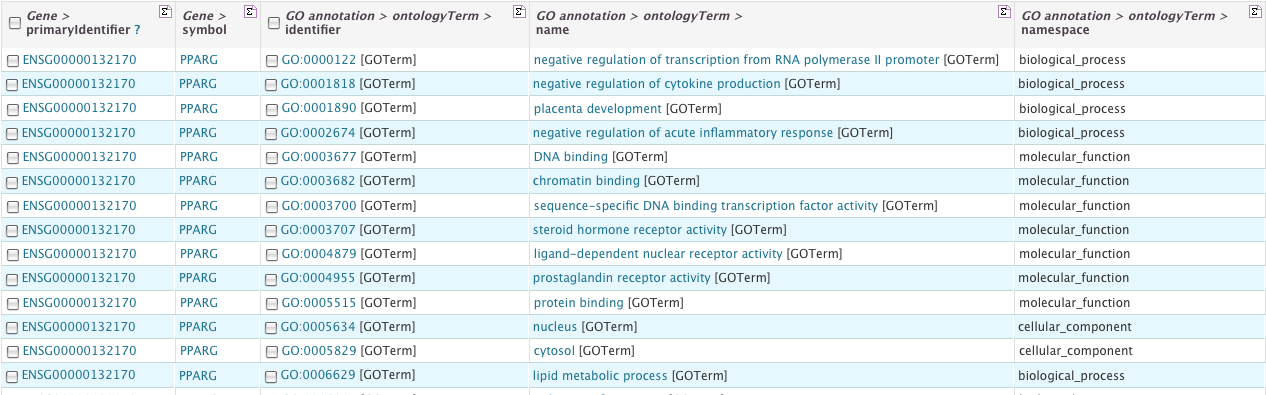 Gene > primaryIdentifier ? Gene > symbol GO annotation > ontologyTerm > identifier GO annotation > ontologyTerm > name GO annotation > ontologyTerm > namespace
ENSG00000132170 PPARG GO:0000122 [GOTerm] negative regulation of transcription from RNA polymerase II promoter [GOTerm] biological_process
ENSG00000132170 PPARG GO:0001818 [GOTerm] negative regulation of cytokine production [GOTerm] biological_process
ENSG00000132170 PPARG GO:0001890 [GOTerm] placenta development [GOTerm] biological_process
ENSG00000132170 PPARG GO:0002674 [GOTerm] negative regulation of acute inflammatory response [GOTerm] biological_process
ENSG00000132170 PPARG GO:0003677 [GOTerm] DNA binding [GOTerm] molecular_function
ENSG00000132170 PPARG GO:0003682 [GOTerm] chromatin binding [GOTerm] molecular_function
ENSG00000132170 PPARG GO:0003700 [GOTerm] sequence-specific DNA binding transcription factor activity [GOTerm] molecular_function
ENSG00000132170 PPARG GO:0003707 [GOTerm] steroid hormone receptor activity [GOTerm] molecular_function
ENSG00000132170 PPARG GO:0004879 [GOTerm] ligand-dependent nuclear receptor activity [GOTerm] molecular_function
ENSG00000132170 PPARG GO:0004955 [GOTerm] prostaglandin receptor activity [GOTerm] molecular_function
ENSG00000132170 PPARG GO:0005515 [GOTerm] protein binding [GOTerm] molecular_function
ENSG00000132170 PPARG GO:0005634 [GOTerm] nucleus [GOTerm] cellular_component
ENSG00000132170 PPARG GO:0005829 [GOTerm] cytosol [GOTerm] cellular_component
ENSG00000132170 PPARG GO:0006629 [GOTerm] lipid metabolic process [GOTerm] biological_process